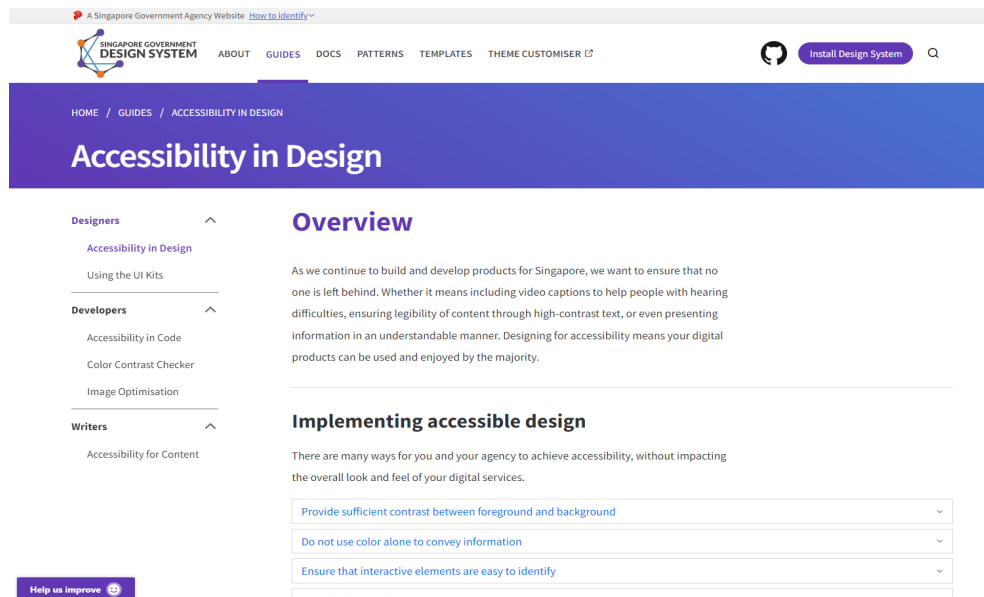 A Singapore Government Agency Website How to identify
SINGAPORE GOVERNMENT
DESIGN SYSTEM
ABOUT GUIDES DOCS PATTERNS TEMPLATES THEME CUSTOMISER
Install Design System
HOME / GUIDES / ACCESSIBILITY IN DESIGN
Accessibility in Design
Designers
Accessibility in Design
Using the UI Kits
Developers
Accessibility in Code
Color Contrast Checker
Image Optimisation
Writers
Accessibility for Content
Overview
As we continue to build and develop products for Singapore, we want to ensure that no
one is left behind. Whether it means including video captions to help people with hearing
difficulties, ensuring legibility of content through high-contrast text, or even presenting
information in an understandable manner. Designing for accessibility means your digital
products can be used and enjoyed by the majority.
Implementing accessible design
There are many ways for you and your agency to achieve accessibility, without impacting
the overall look and feel of your digital services.
Provide sufficient contrast between foreground and background
Do not use color alone to convey information
Ensure that interactive elements are easy to identify
Help us improve